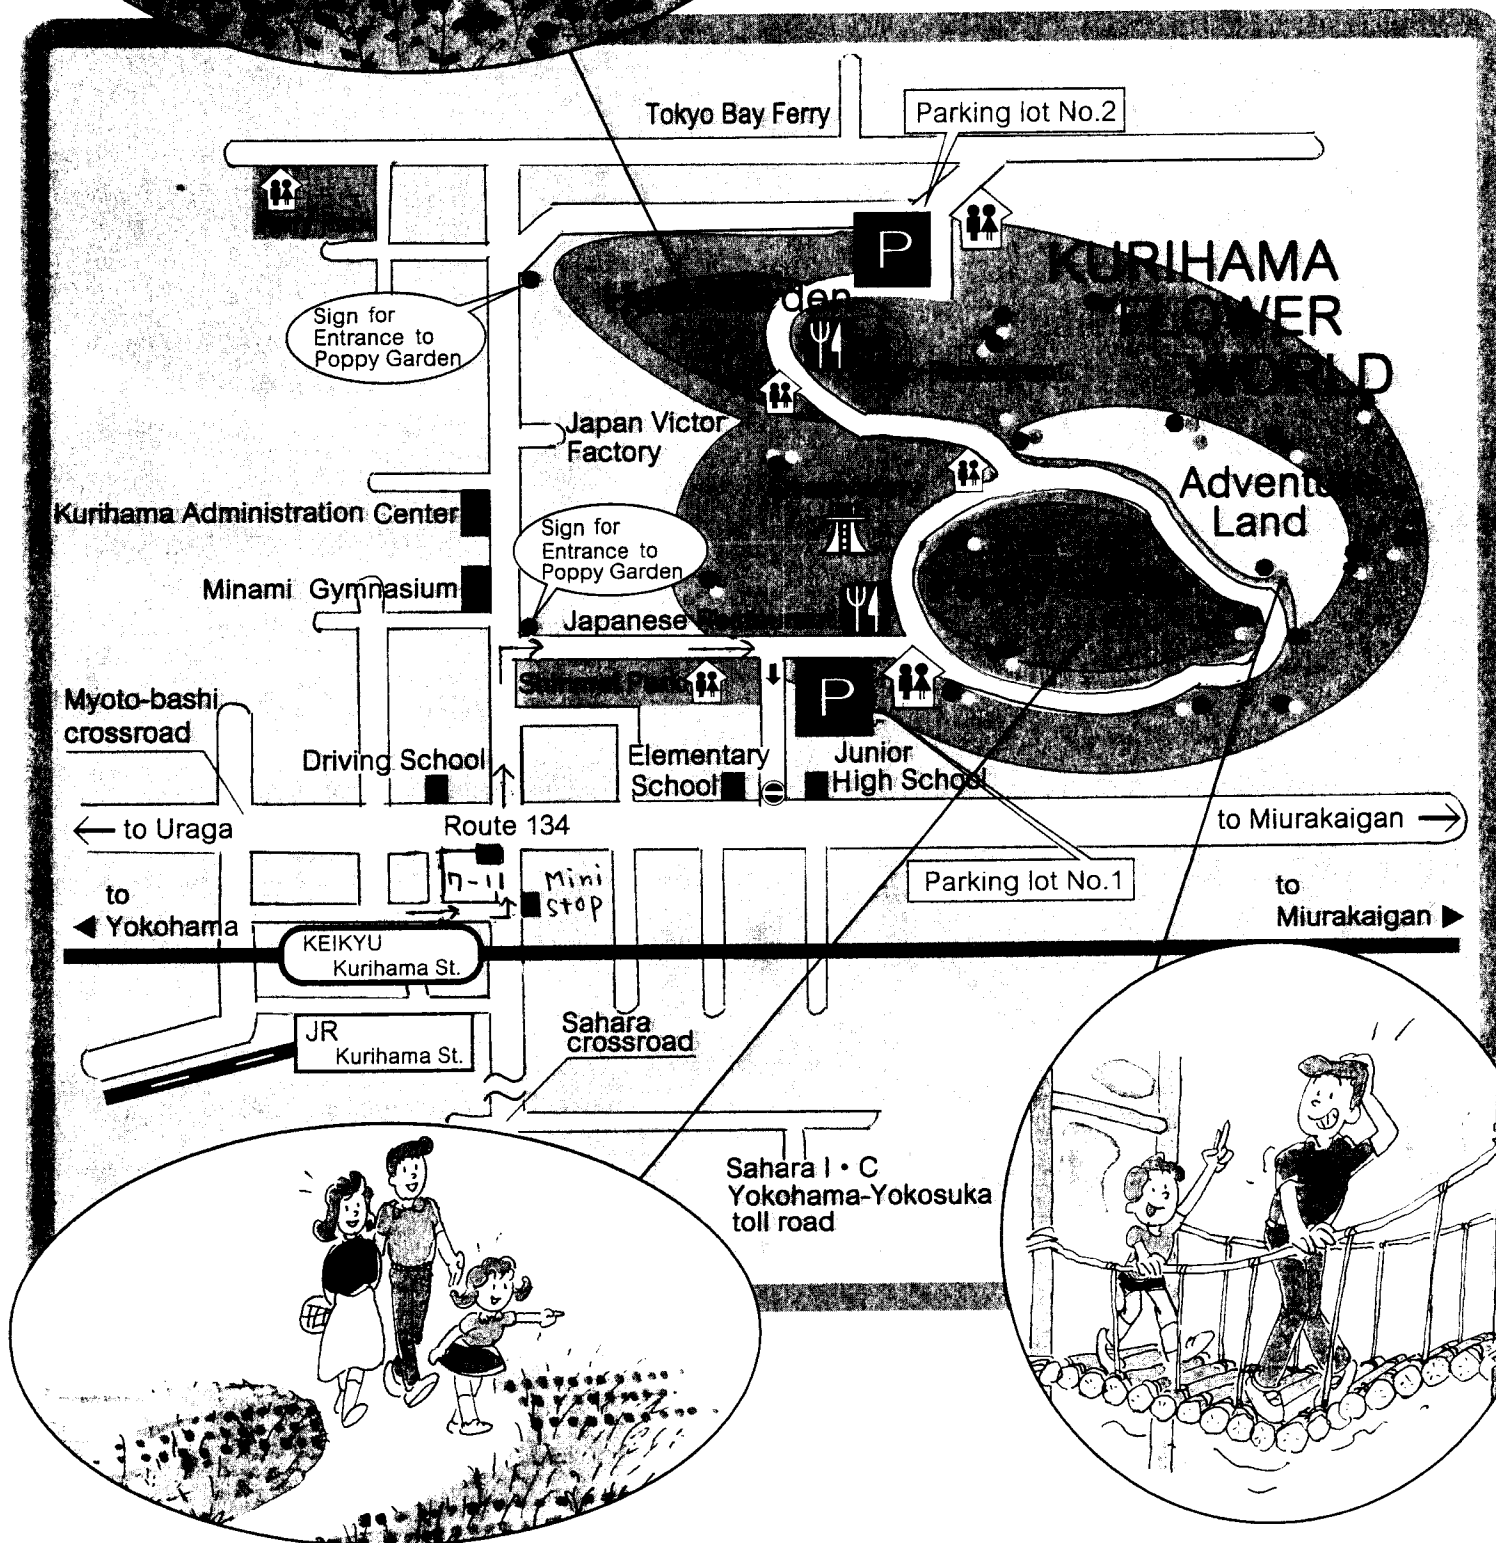 Tokyo Bay Ferry
Parking lot No.2
P
KURIHAMA
FLOWER
WORLD
Sign for
Entrance to
Poppy Garden
Japan Victor
Factory
Kurihama Administration Center
Adventure
Land
Sign for
Entrance to
Poppy Garden
Minami Gymnasium
Japanese
Park
P
Myoto-bashi
crossroad
Driving School
Elementary
School
Junior
High School
← to Uraga
Route 134
to Miurakaigan →
7-11
Mini
Stop
Parking lot No.1
to
◀ Yokohama
to
Miurakaigan ▶
KEIKYU
Kurihama St.
JR
Kurihama St.
Sahara
crossroad
Sahara I・C
Yokohama-Yokosuka
toll road